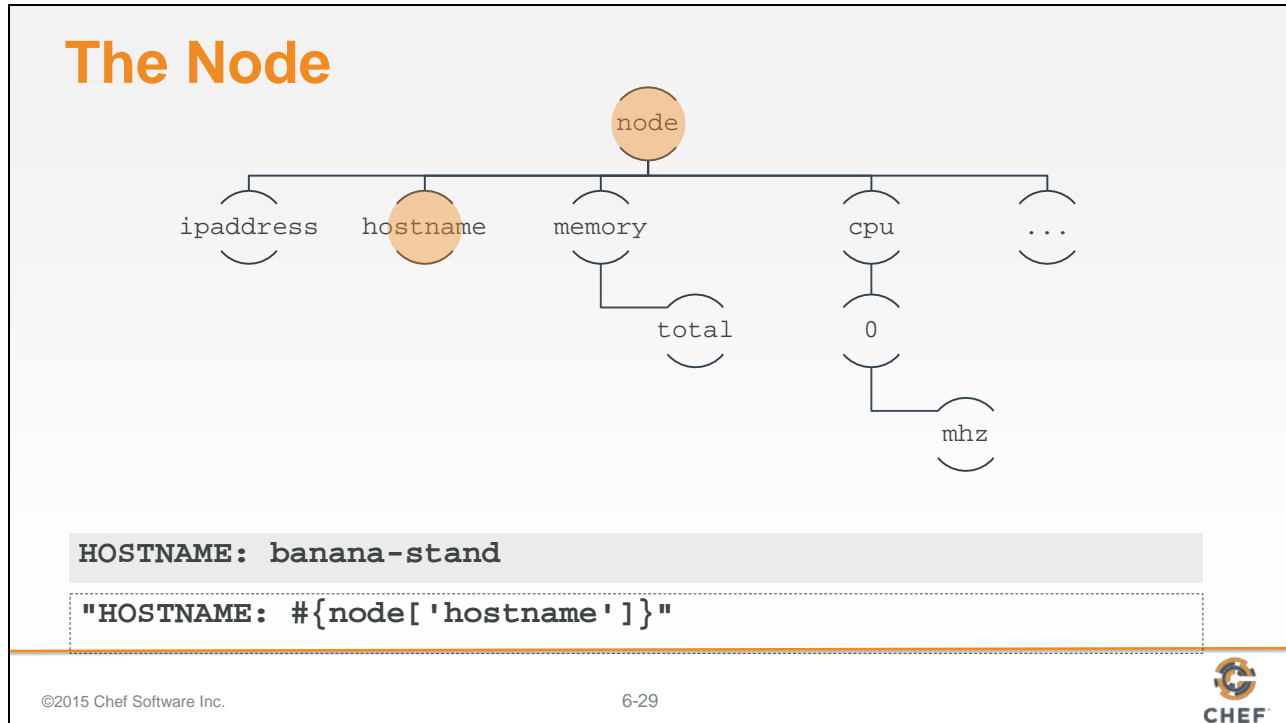 The Node
node
ipaddress hostname memory cpu ...
total 0
mhz
HOSTNAME: banana-stand
"HOSTNAME: #{node['hostname']}"
©2015 Chef Software Inc. 6-29
CHEF